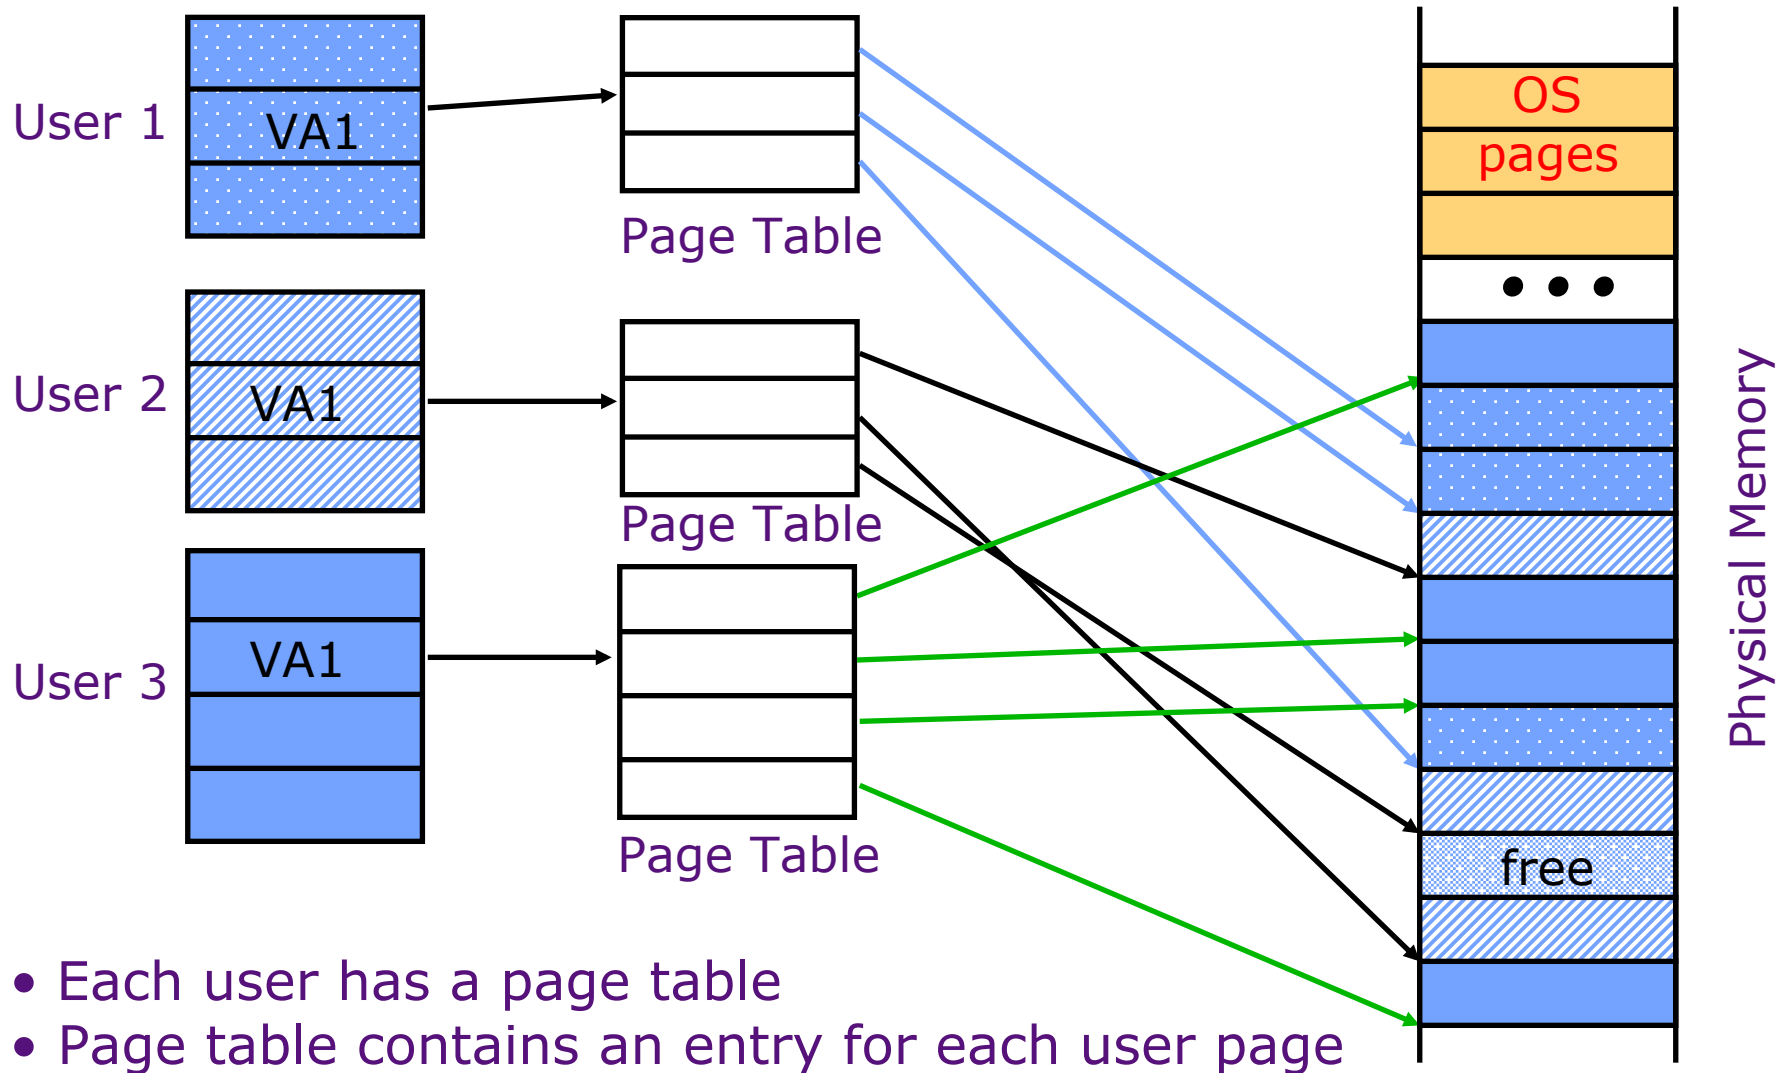 User 1
VA1
Page Table
User 2
VA1
Page Table
User 3
VA1
Page Table
OS
pages
• • •
free
Physical Memory
• Each user has a page table
• Page table contains an entry for each user page